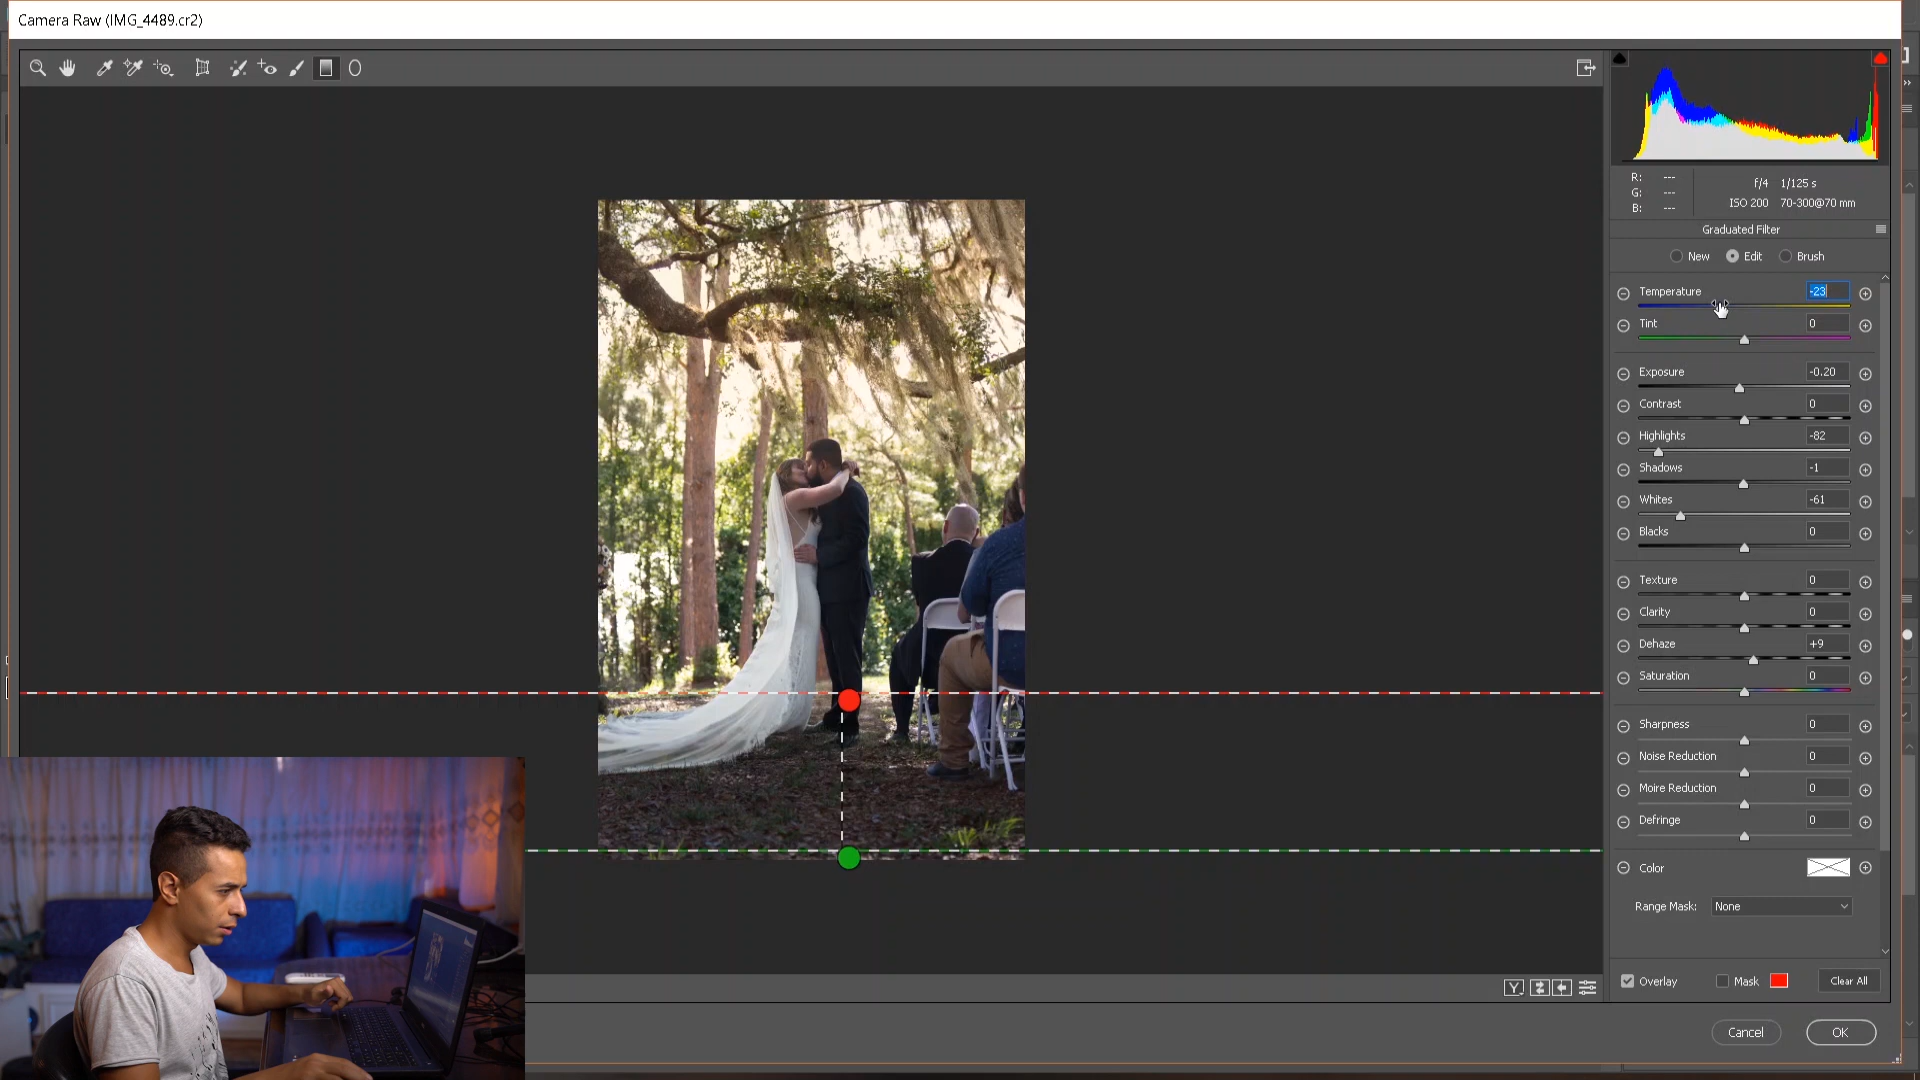 Camera Raw (IMG_4489.cr2)
R: ---
G: ---
B: ---
f/4 1/125 s
ISO 200 70-300@70 mm
Graduated Filter
New Edit Brush
Temperature -23
Tint 0
Exposure -0.20
Contrast 0
Highlights -82
Shadows -1
Whites -61
Blacks 0
Texture 0
Clarity 0
Dehaze +9
Saturation 0
Sharpness 0
Noise Reduction 0
Moire Reduction 0
Defringe 0
Color
Range Mask: None
Y
Overlay Mask Clear All
Cancel OK